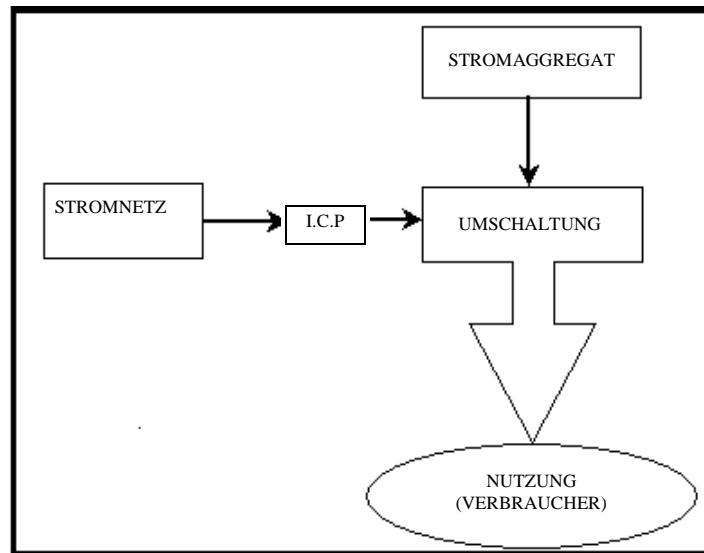 STROMAGGREGAT
STROMNETZ
I.C.P
UMSCHALTUNG
NUTZUNG
(VERBRAUCHER)